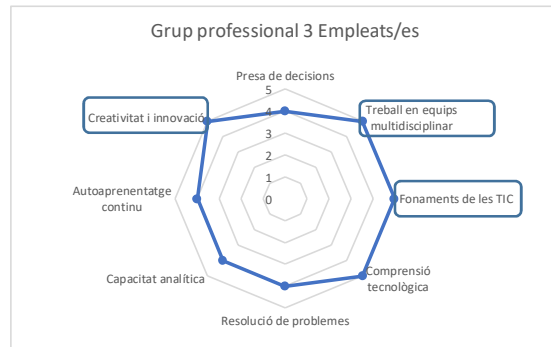 Grup professional 3 Empleats/es
Presa de decisions
5
4
3
2
1
0
Creativitat i innovació
Treball en equips
multidisciplinar
Autoaprenentatge
continu
Fonaments de les TIC
Capacitat analítica
Comprensió
tecnològica
Resolució de problemes